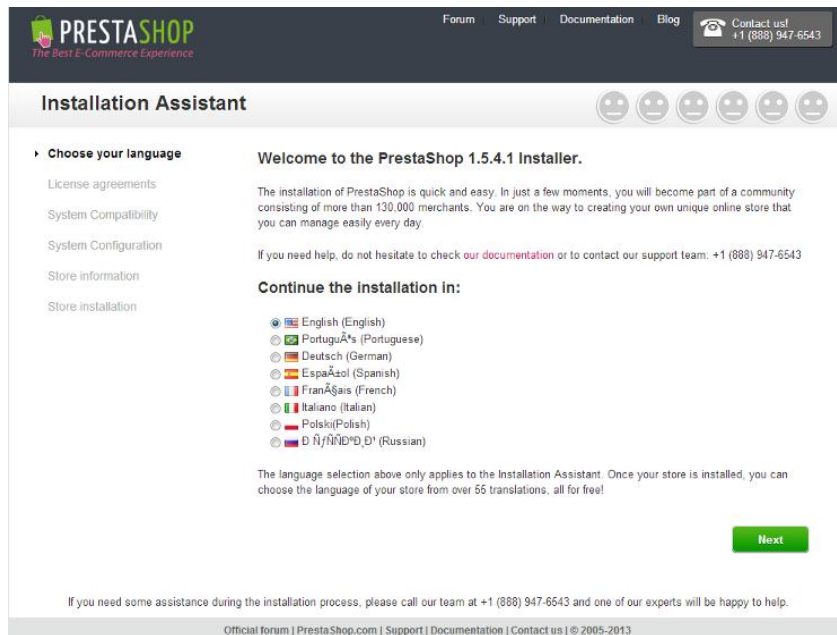 PRESTASHOP
The Best E-Commerce Experience
Forum Support Documentation Blog
Contact us!
+1 (888) 947-6543
Installation Assistant
Choose your language
License agreements
System Compatibility
System Configuration
Store information
Store installation
Welcome to the PrestaShop 1.5.4.1 Installer.
The installation of PrestaShop is quick and easy. In just a few moments, you will become part of a community
consisting of more than 130,000 merchants. You are on the way to creating your own unique online store that
you can manage easily every day.
If you need help, do not hesitate to check our documentation or to contact our support team: +1 (888) 947-6543
Continue the installation in:
English (English)
PortuguÃªs (Portuguese)
Deutsch (German)
EspaÃ±ol (Spanish)
FranÃ§ais (French)
Italiano (Italian)
Polski(Polish)
(Russian)
The language selection above only applies to the Installation Assistant. Once your store is installed, you can
choose the language of your store from over 55 translations, all for free!
Next
If you need some assistance during the installation process, please call our team at +1 (888) 947-6543 and one of our experts will be happy to help.
Official forum | PrestaShop.com | Support | Documentation | Contact us | © 2005-2013